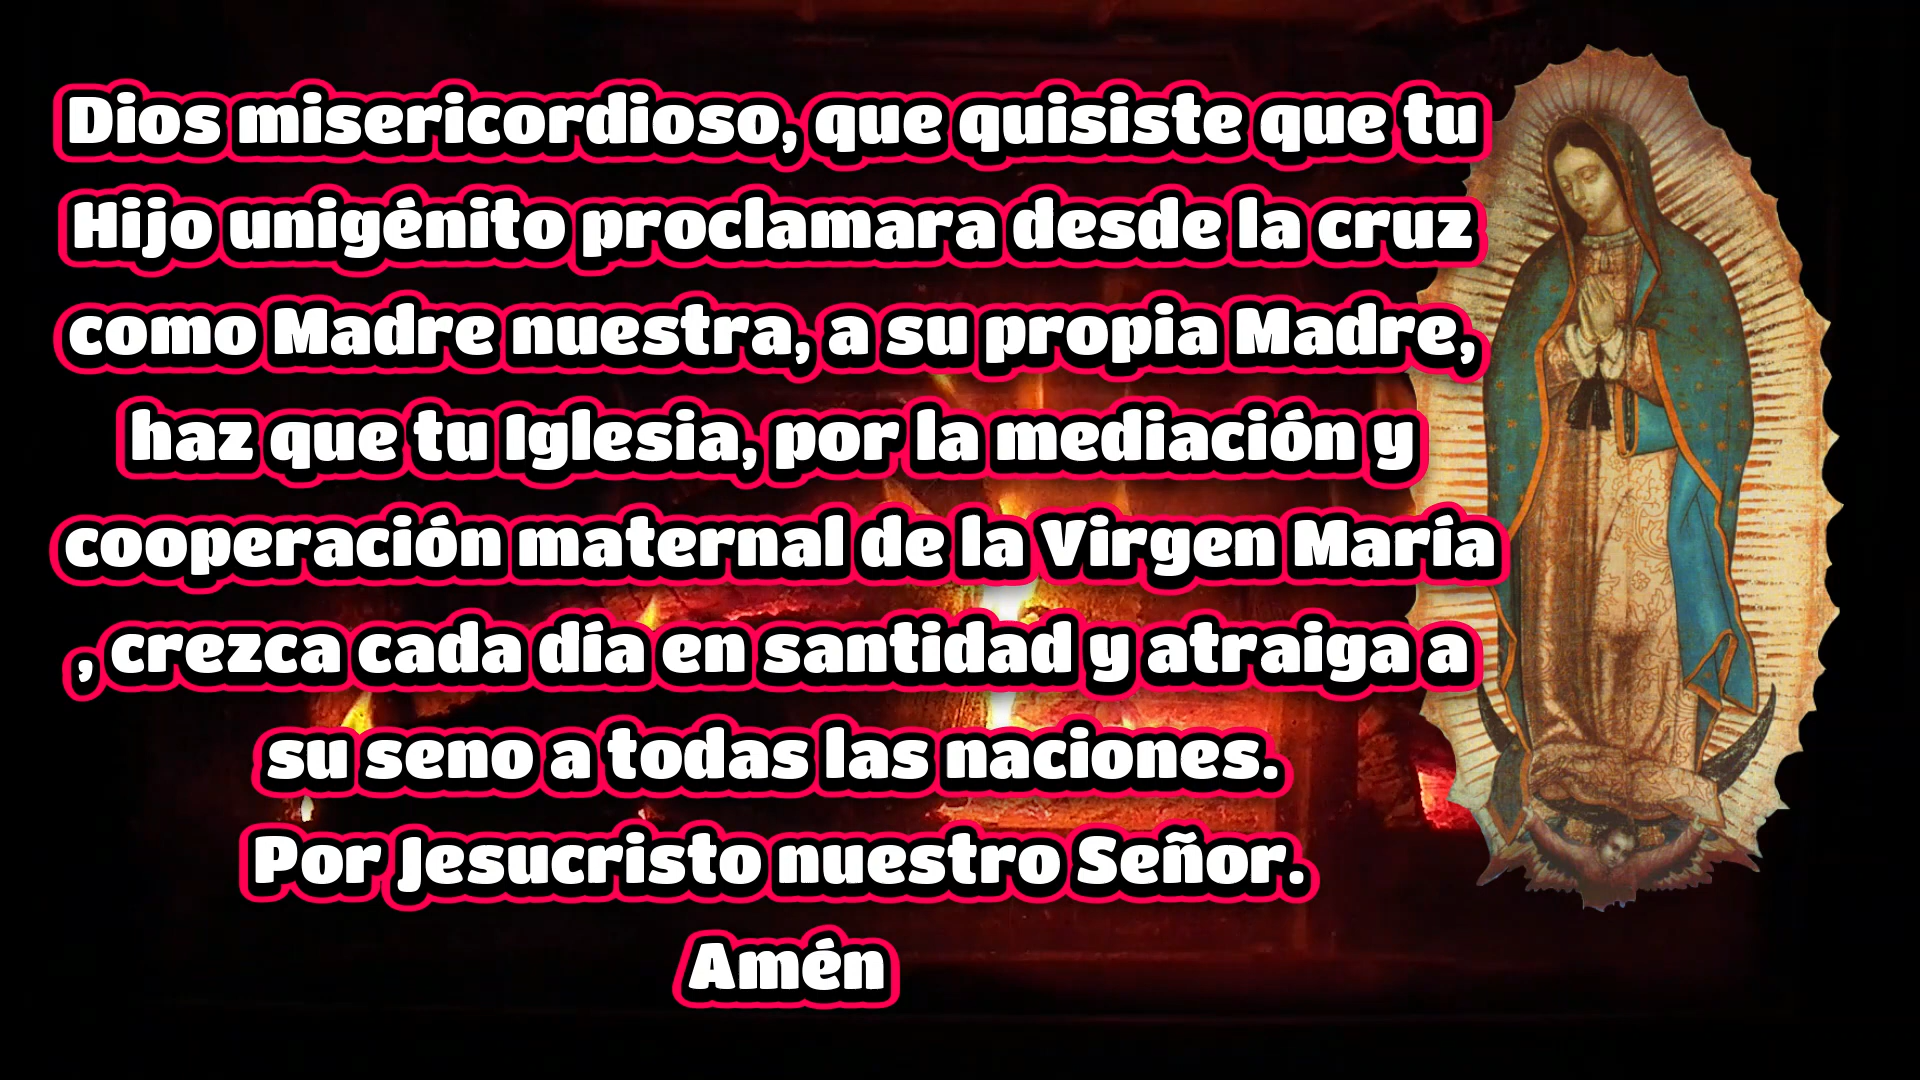 Dios misericordioso, que quisiste que tu
Hijo unigénito proclamara desde la cruz
como Madre nuestra, a su propia Madre,
haz que tu Iglesia, por la mediación y
cooperación maternal de la Virgen María
, crezca cada día en santidad y atraiga a
su seno a todas las naciones.
Por Jesucristo nuestro Señor.
Amén